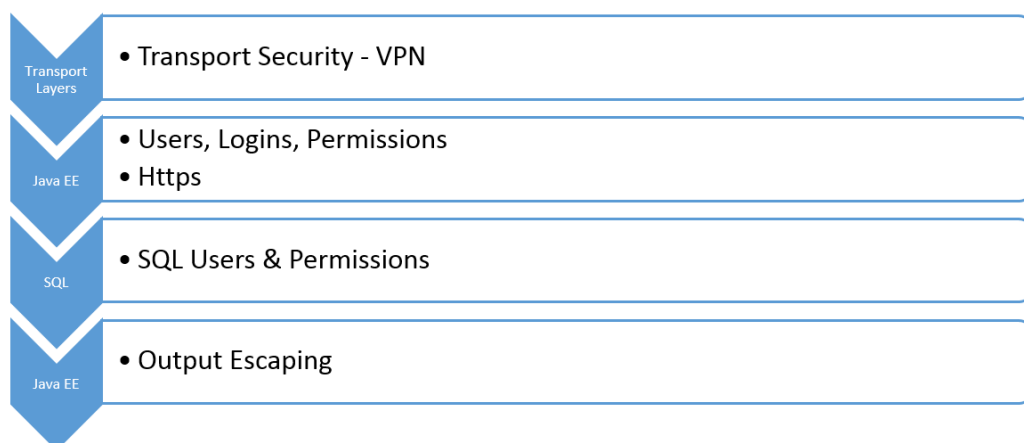 Transport
Layers
• Transport Security - VPN
Java EE
• Users, Logins, Permissions
• Https
SQL
• SQL Users & Permissions
Java EE
• Output Escaping